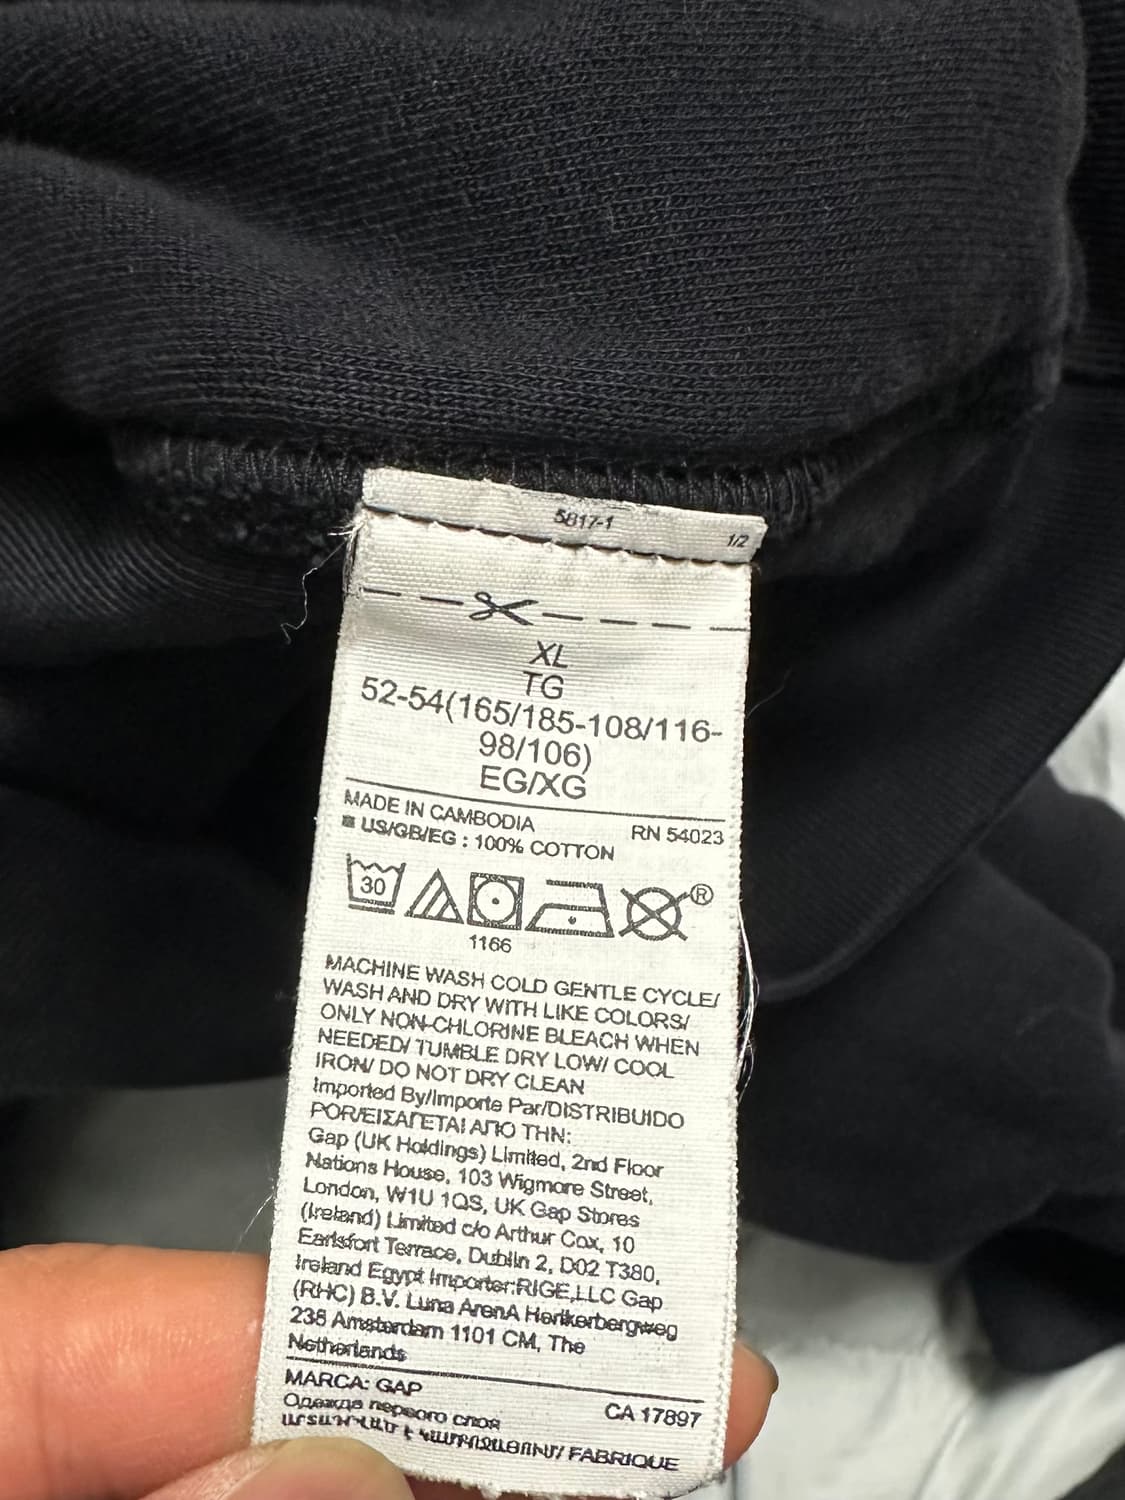 5817-1
1/2
XL
TG
52-54(165/185-108/116-
98/106)
EG/XG
MADE IN CAMBODIA RN 54023
US/GB/EG : 100% COTTON
30
®
1166
MACHINE WASH COLD GENTLE CYCLE/
WASH AND DRY WITH LIKE COLORS/
ONLY NON-CHLORINE BLEACH WHEN
NEEDED/ TUMBLE DRY LOW/ COOL
IRON/ DO NOT DRY CLEAN
Imported By/Importe Par/DISTRIBUIDO
POR/ΕΙΣΑΓΕΤΑΙ ΑΠΟ ΤΗΝ:
Gap (UK Holdings) Limited, 2nd Floor
Nations House, 103 Wigmore Street,
London, W1U 1QS, UK Gap Stores
(Ireland) Limited c/o Arthur Cox, 10
Earlsfort Terrace, Dublin 2, D02 T380,
Ireland Egypt Importer:RIGE,LLC Gap
(RHC) B.V. Luna ArenA Herikerbergweg
238 Amsterdam 1101 CM, The
Netherlands
MARCA: GAP CA 17897
Одежда первого слоя
FABRIQUE